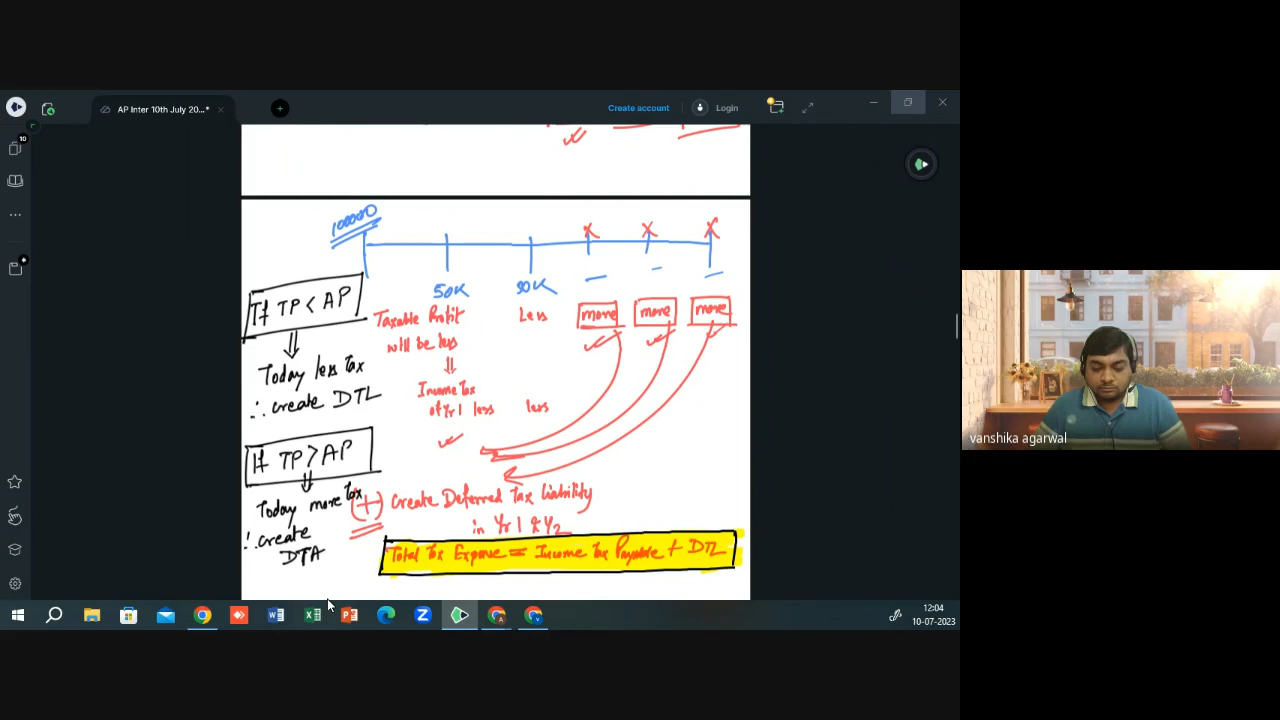 AP Inter 10th July 20...*
Create account
Login
10
100000
50K
If TP < AP
Taxable Profit
will be less
Less
more
more
more
Today less Tax
∴ create DTL
Income Tax
of Yr 1 less
less
If TP > AP
Today more Tax
∴ create
DTA
(+) Create Deferred Tax Liability
in Yr 1 & Y2
Total Tax Expense = Income Tax Payable + DTL
vanshika agarwal
12:04
10-07-2023